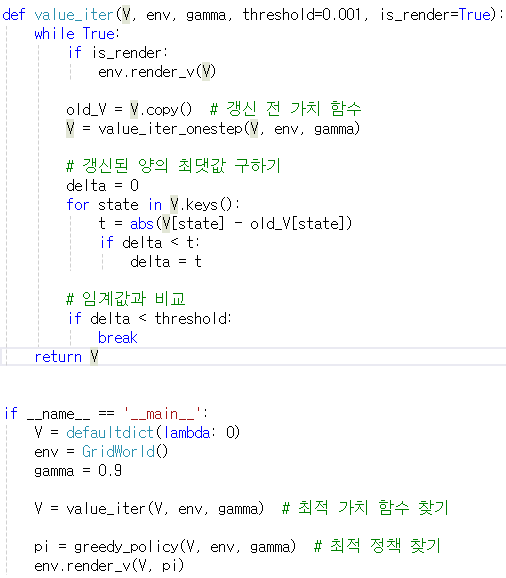 def value_iter(V, env, gamma, threshold=0.001, is_render=True):
    while True:
        if is_render:
            env.render_v(V)

        old_V = V.copy()  # 갱신 전 가치 함수
        V = value_iter_onestep(V, env, gamma)

        # 갱신된 양의 최댓값 구하기
        delta = 0
        for state in V.keys():
            t = abs(V[state] - old_V[state])
            if delta < t:
                delta = t

        # 임계값과 비교
        if delta < threshold:
            break
    return V


if __name__ == '__main__':
    V = defaultdict(lambda: 0)
    env = GridWorld()
    gamma = 0.9

    V = value_iter(V, env, gamma)  # 최적 가치 함수 찾기

    pi = greedy_policy(V, env, gamma)  # 최적 정책 찾기
    env.render_v(V, pi)